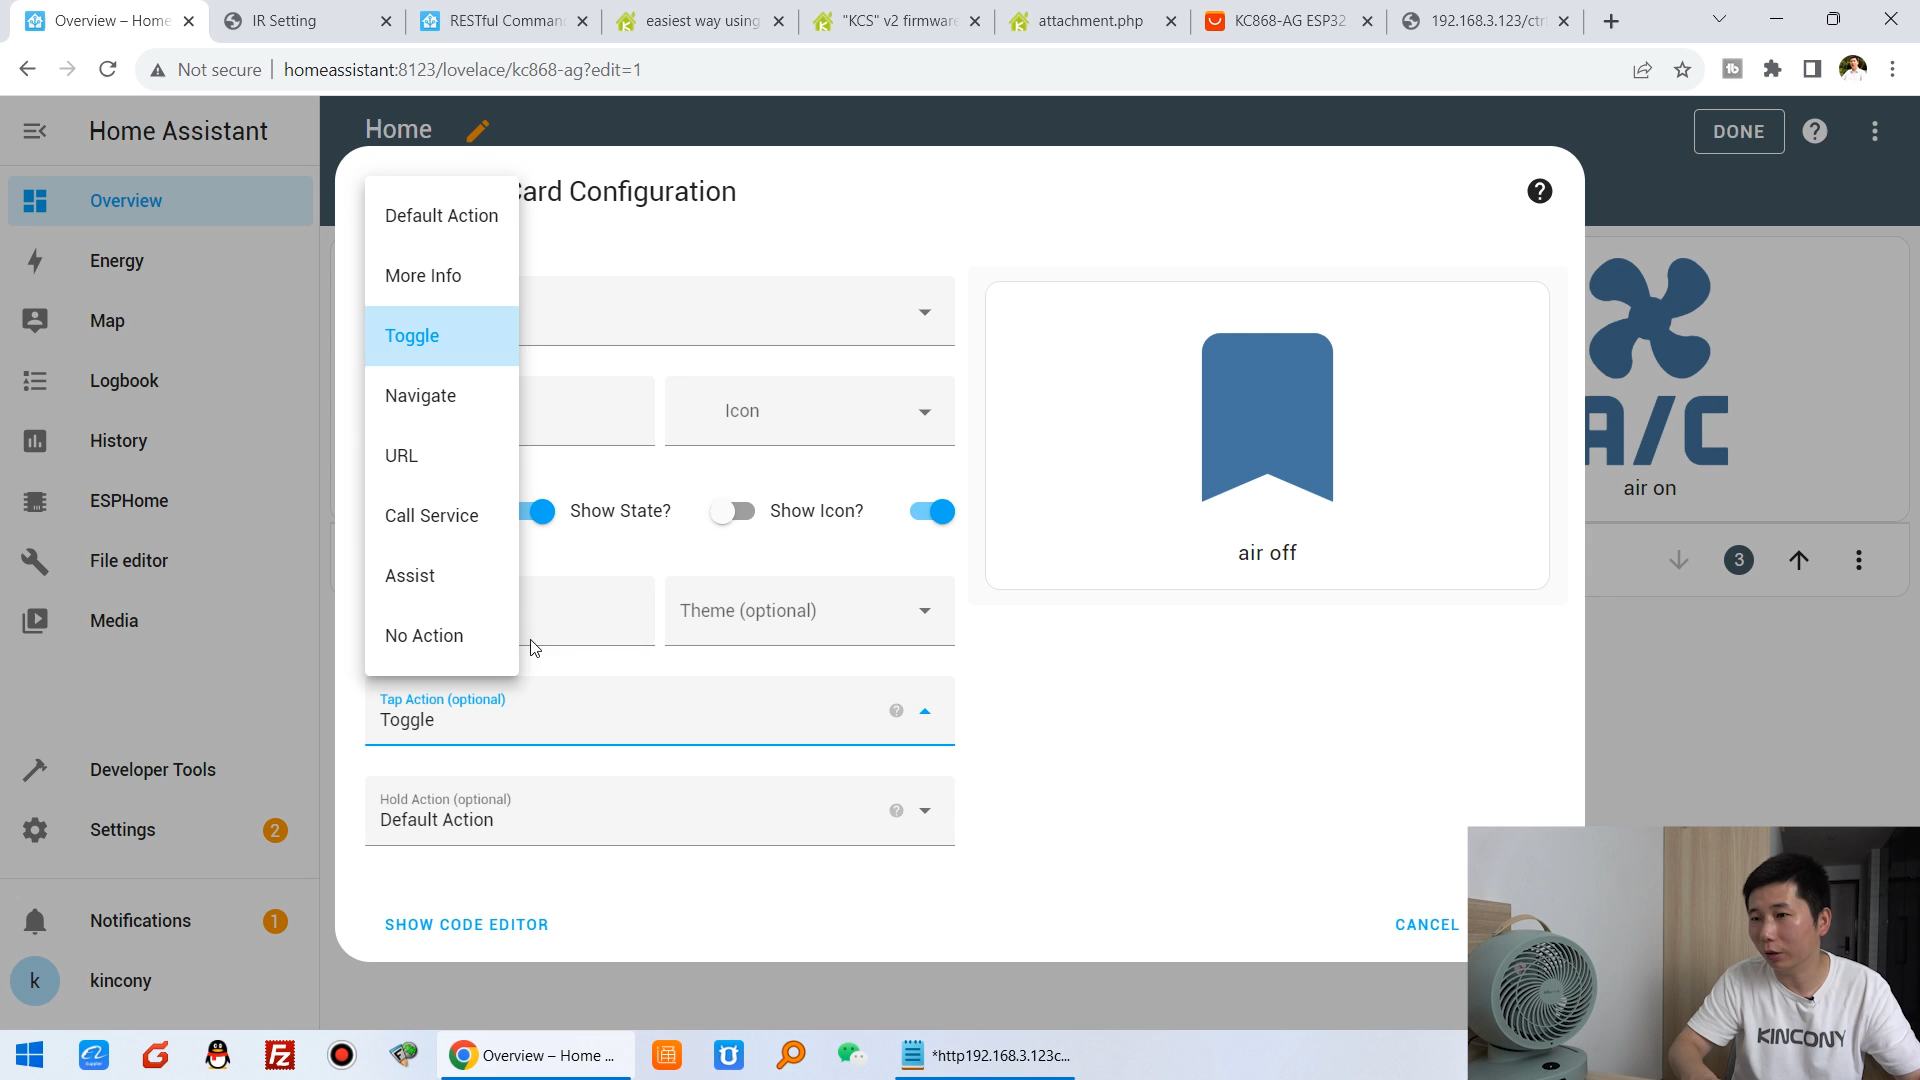 Overview – Home
IR Setting
RESTful Comman
easiest way using
"KCS" v2 firmware
attachment.php
KC868-AG ESP32
192.168.3.123/ctr
Not secure
homeassistant:8123/lovelace/kc868-ag?edit=1
Home Assistant
Home
DONE
Overview
Energy
Map
Logbook
History
ESPHome
File editor
Media
Developer Tools
Settings
2
Notifications
1
k
kincony
ard Configuration
Default Action
More Info
Toggle
Navigate
URL
Call Service
Assist
No Action
Icon
Show State?
Show Icon?
Theme (optional)
Tap Action (optional)
Toggle
Hold Action (optional)
Default Action
SHOW CODE EDITOR
CANCEL
air off
A/C
air on
3
KINCONY
Overview – Home ...
*http192.168.3.123c...